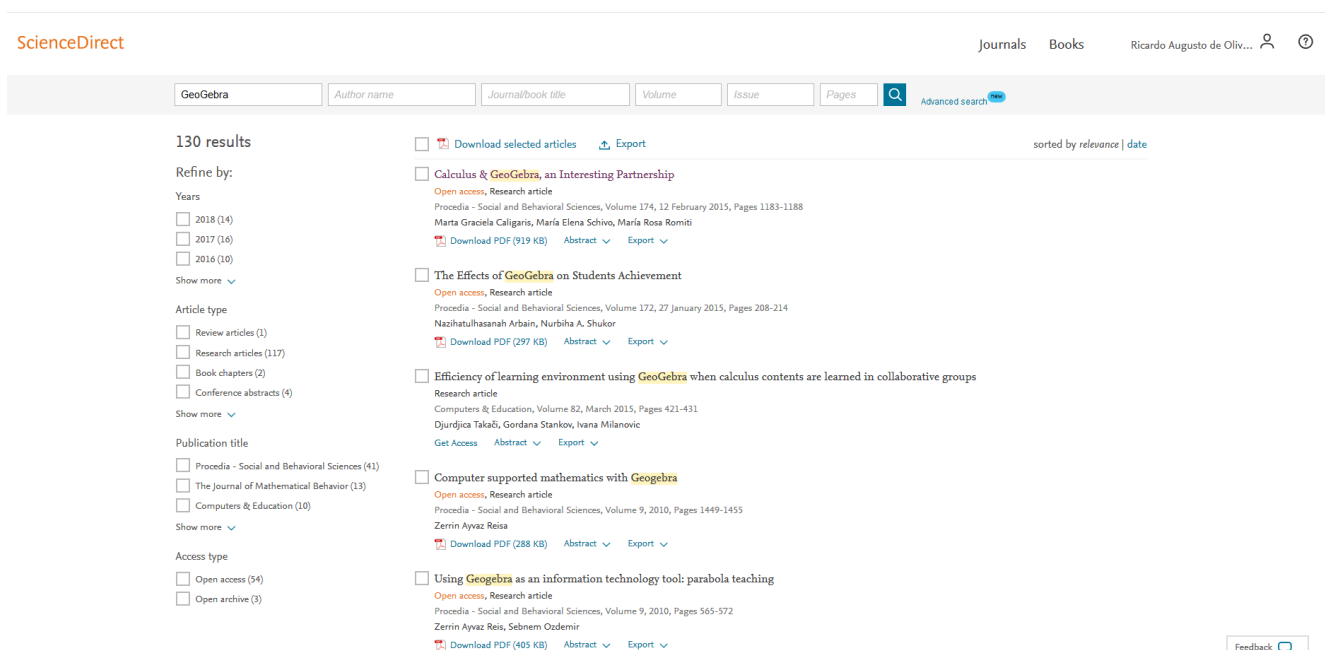 ScienceDirect
Journals Books Ricardo Augusto de Oliv... ?
GeoGebra Author name Journal/book title Volume Issue Pages Advanced search new
130 results
Refine by:
Years
2018 (14)
2017 (16)
2016 (10)
Show more
Article type
Review articles (1)
Research articles (117)
Book chapters (2)
Conference abstracts (4)
Show more
Publication title
Procedia - Social and Behavioral Sciences (41)
The Journal of Mathematical Behavior (13)
Computers & Education (10)
Show more
Access type
Open access (54)
Open archive (3)
Download selected articles Export sorted by relevance | date
Calculus & GeoGebra, an Interesting Partnership
Open access, Research article
Procedia - Social and Behavioral Sciences, Volume 174, 12 February 2015, Pages 1183-1188
Marta Graciela Caligaris, María Elena Schivo, María Rosa Romiti
Download PDF (919 KB) Abstract Export
The Effects of GeoGebra on Students Achievement
Open access, Research article
Procedia - Social and Behavioral Sciences, Volume 172, 27 January 2015, Pages 208-214
Nazihatulhasanah Arbain, Nurbiha A. Shukor
Download PDF (297 KB) Abstract Export
Efficiency of learning environment using GeoGebra when calculus contents are learned in collaborative groups
Research article
Computers & Education, Volume 82, March 2015, Pages 421-431
Djurdjica Takači, Gordana Stankov, Ivana Milanovic
Get Access Abstract Export
Computer supported mathematics with Geogebra
Open access, Research article
Procedia - Social and Behavioral Sciences, Volume 9, 2010, Pages 1449-1455
Zerrin Ayvaz Reisa
Download PDF (288 KB) Abstract Export
Using Geogebra as an information technology tool: parabola teaching
Open access, Research article
Procedia - Social and Behavioral Sciences, Volume 9, 2010, Pages 565-572
Zerrin Ayvaz Reis, Sebnem Ozdemir
Download PDF (405 KB) Abstract Export
Feedback